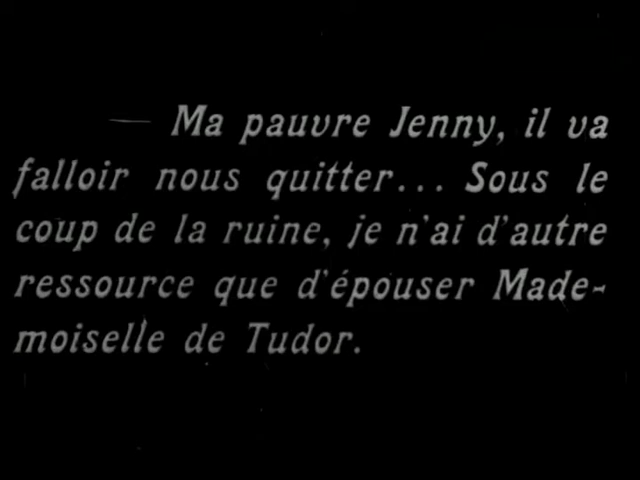 — Ma pauvre Jenny, il va
falloir nous quitter... Sous le
coup de la ruine, je n'ai d'autre
ressource que d'épouser Made-
moiselle de Tudor.